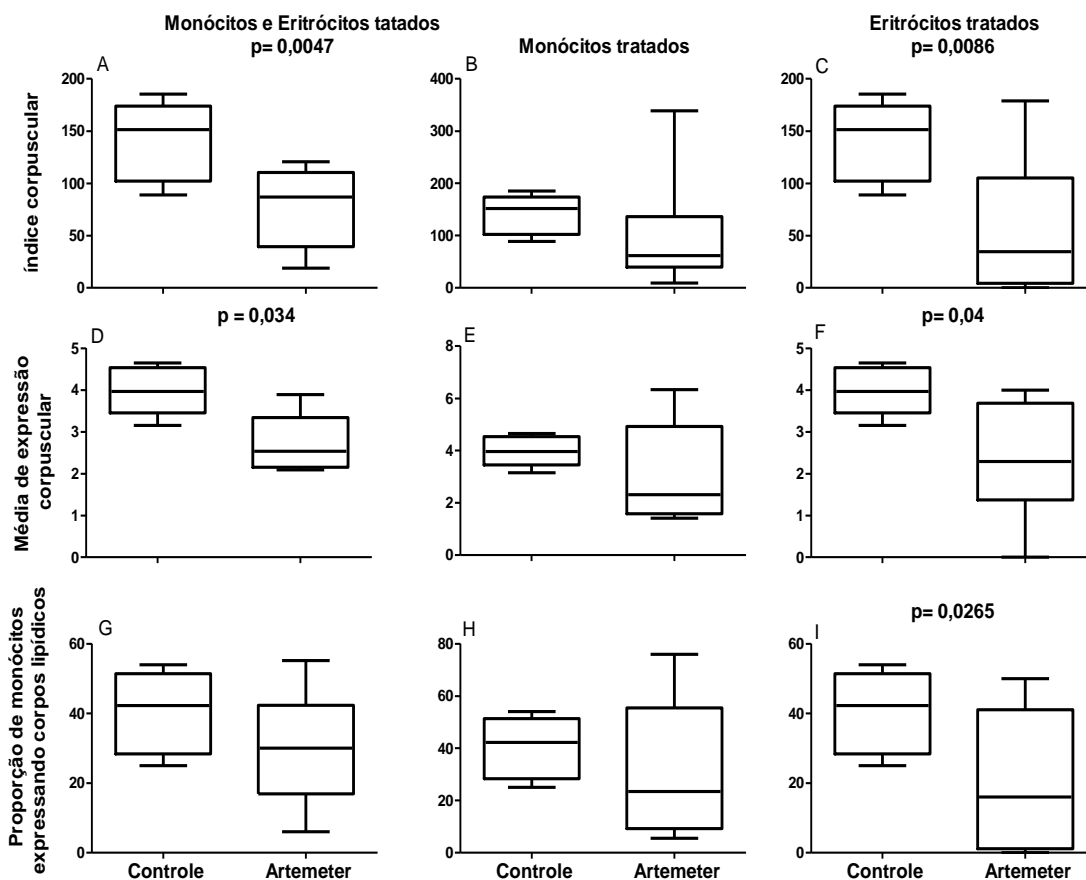 Monócitos e Eritrócitos tatados
p= 0,0047
Monócitos tratados
Eritrócitos tratados
p= 0,0086
A
B
C
índice corpuscular
200
150
100
50
0
400
300
200
100
0
200
150
100
50
0
p = 0,034
p= 0,04
D
E
F
Média de expressão
corpuscular
5
4
3
2
1
0
8
6
4
2
0
5
4
3
2
1
0
p= 0,0265
G
H
I
Proporção de monócitos
expressando corpos lipídicos
60
40
20
0
80
60
40
20
0
60
40
20
0
Controle Artemeter
Controle Artemeter
Controle Artemeter